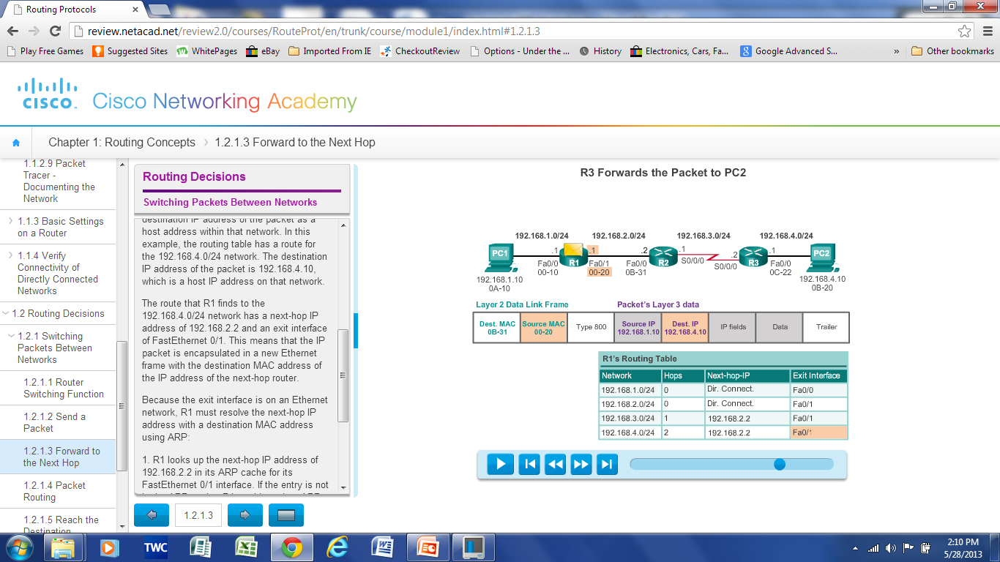 Routing Protocols
review.netacad.net/review2.0/courses/RouteProt/en/trunk/course/module1/index.html#1.2.1.3
Play Free Games
Suggested Sites
WhitePages
eBay
Imported From IE
CheckoutReview
Options - Under the ...
History
Electronics, Cars, Fa...
Google Advanced S...
»
Other bookmarks
CISCO.
Cisco Networking Academy
Chapter 1: Routing Concepts
1.2.1.3 Forward to the Next Hop
1.1.2.9 Packet
Tracer -
Documenting the
Network
1.1.3 Basic Settings
on a Router
1.1.4 Verify
Connectivity of
Directly Connected
Networks
1.2 Routing Decisions
1.2.1 Switching
Packets Between
Networks
1.2.1.1 Router
Switching Function
1.2.1.2 Send a
Packet
1.2.1.3 Forward to
the Next Hop
1.2.1.4 Packet
Routing
1.2.1.5 Reach the
Destination
Routing Decisions
Switching Packets Between Networks
destination IP address of the packet as a
host address within that network. In this
example, the routing table has a route for
the 192.168.4.0/24 network. The destination
IP address of the packet is 192.168.4.10,
which is a host IP address on that network.
The route that R1 finds to the
192.168.4.0/24 network has a next-hop IP
address of 192.168.2.2 and an exit interface
of FastEthernet 0/1. This means that the IP
packet is encapsulated in a new Ethernet
frame with the destination MAC address of
the IP address of the next-hop router.
Because the exit interface is on an Ethernet
network, R1 must resolve the next-hop IP
address with a destination MAC address
using ARP:
1. R1 looks up the next-hop IP address of
192.168.2.2 in its ARP cache for its
FastEthernet 0/1 interface. If the entry is not
1.2.1.3
R3 Forwards the Packet to PC2
192.168.1.0/24 192.168.2.0/24 192.168.3.0/24 192.168.4.0/24
PC1 .1 R1 .1 .2 R2 .1 .2 R3 .1 PC2
Fa0/0 Fa0/1 Fa0/0 S0/0/0 S0/0/0 Fa0/0
00-10 00-20 0B-31 0C-22
192.168.1.10 192.168.4.10
0A-10 0B-20
Layer 2 Data Link Frame Packet's Layer 3 data
Dest. MAC
0B-31
Source MAC
00-20
Type 800
Source IP
192.168.1.10
Dest. IP
192.168.4.10
IP fields
Data
Trailer
R1's Routing Table
Network Hops Next-hop-IP Exit Interface
192.168.1.0/24 0 Dir. Connect. Fa0/0
192.168.2.0/24 0 Dir. Connect. Fa0/1
192.168.3.0/24 1 192.168.2.2 Fa0/1
192.168.4.0/24 2 192.168.2.2 Fa0/1
TWC
2:10 PM
5/28/2013